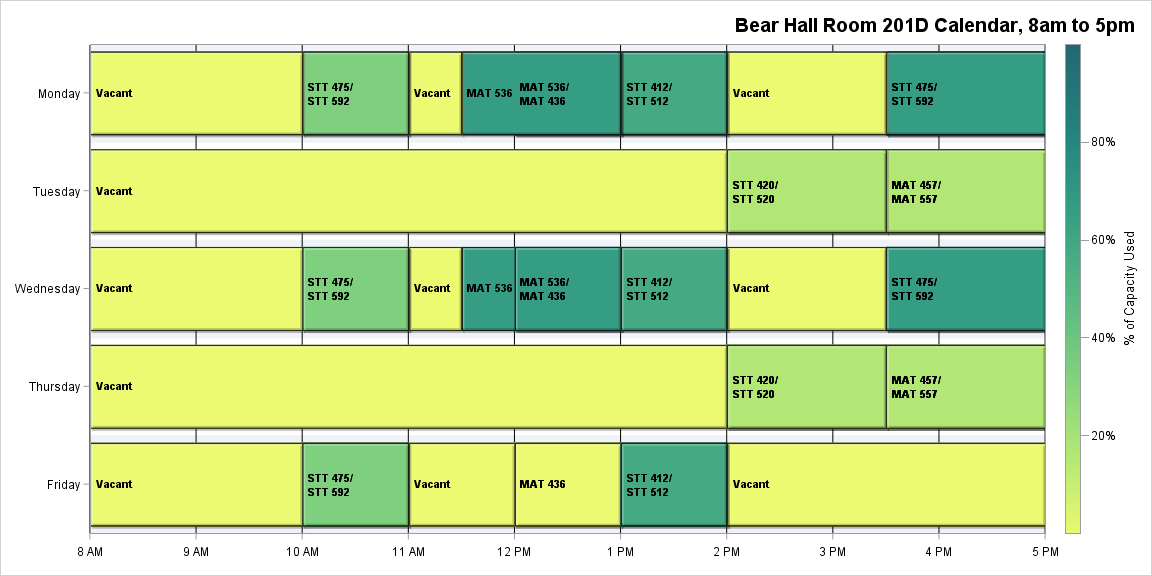 Bear Hall Room 201D Calendar, 8am to 5pm
Monday
Vacant
STT 475/
STT 592
Vacant
MAT 536
MAT 536/
MAT 436
STT 412/
STT 512
Vacant
STT 475/
STT 592
Tuesday
Vacant
STT 420/
STT 520
MAT 457/
MAT 557
Wednesday
Vacant
STT 475/
STT 592
Vacant
MAT 536
MAT 536/
MAT 436
STT 412/
STT 512
Vacant
STT 475/
STT 592
Thursday
Vacant
STT 420/
STT 520
MAT 457/
MAT 557
Friday
Vacant
STT 475/
STT 592
Vacant
MAT 436
STT 412/
STT 512
Vacant
8 AM
9 AM
10 AM
11 AM
12 PM
1 PM
2 PM
3 PM
4 PM
5 PM
80%
60%
40%
20%
% of Capacity Used